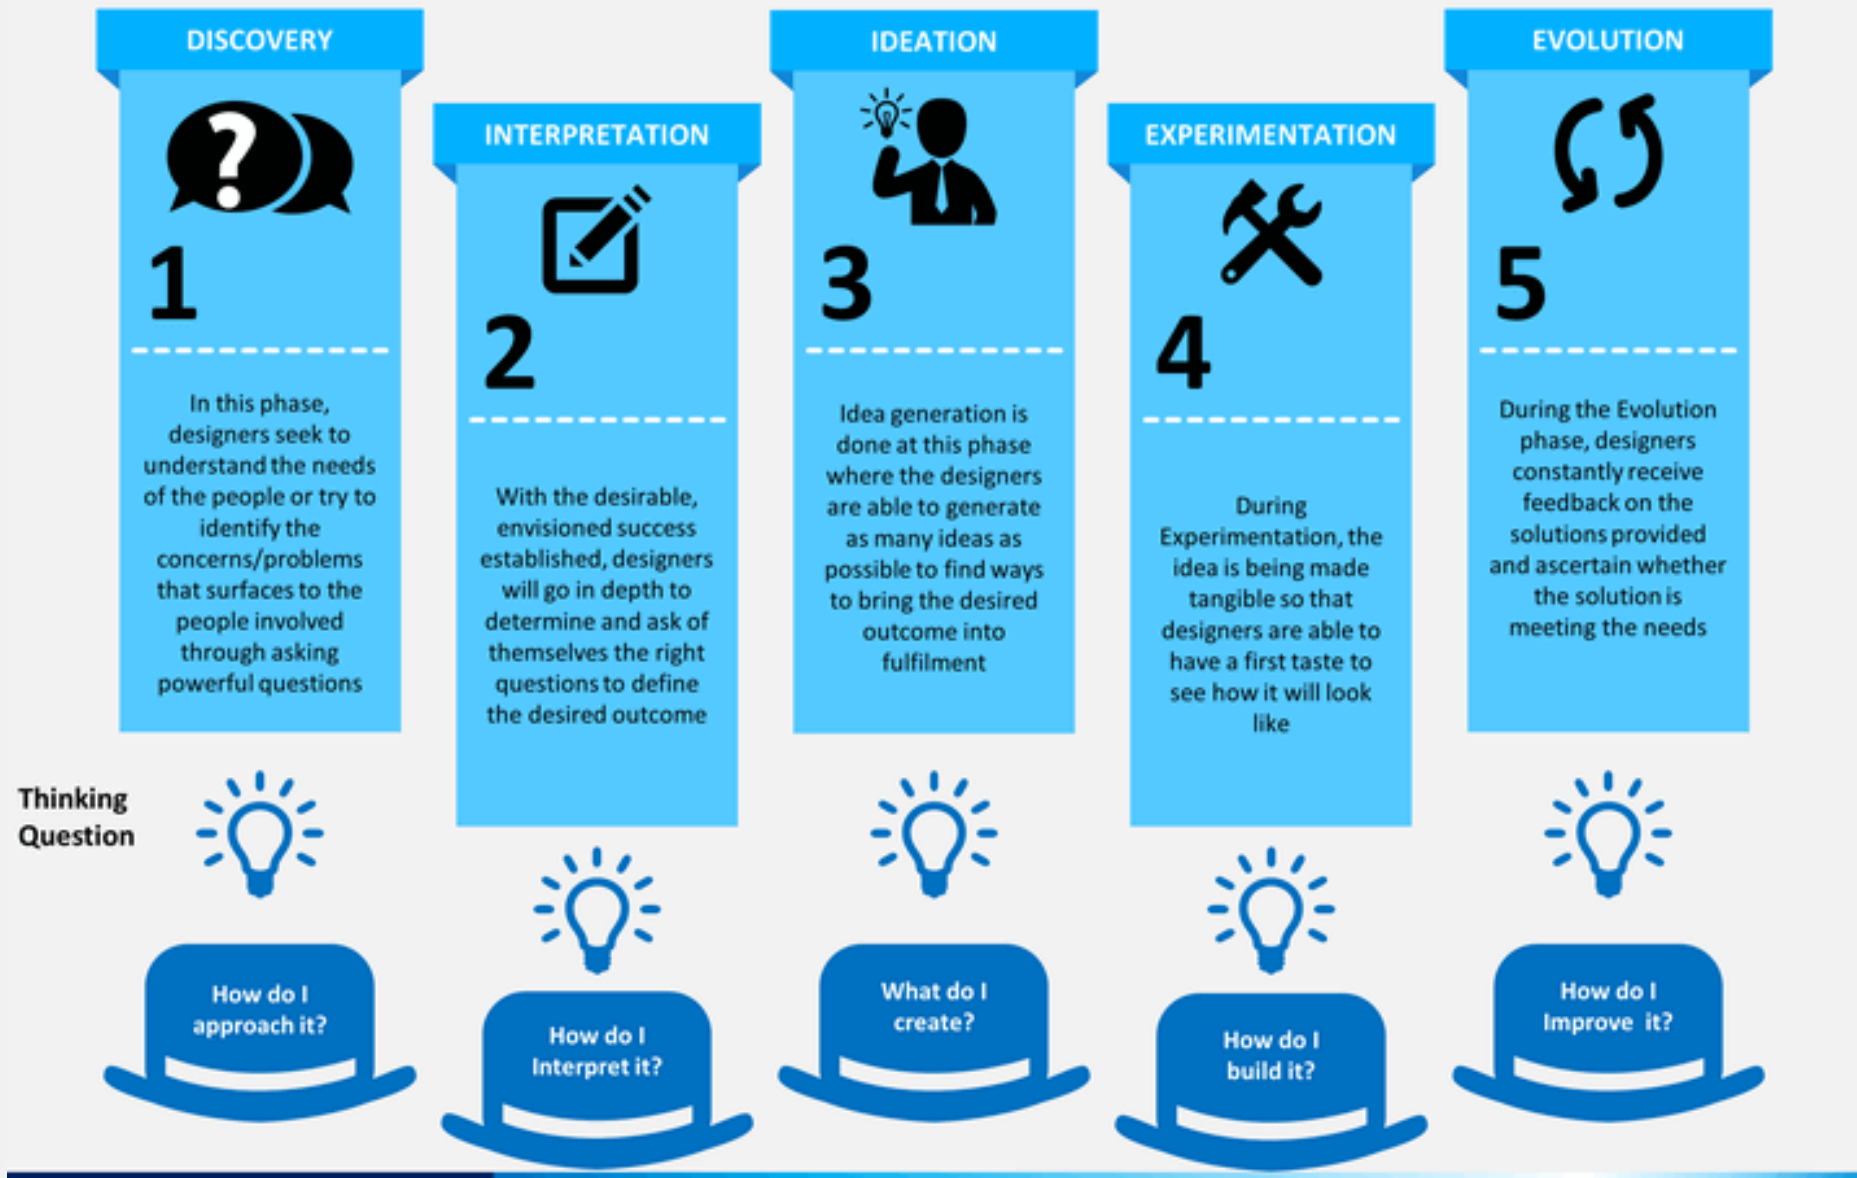 DISCOVERY
?
1
In this phase,
designers seek to
understand the needs
of the people or try to
identify the
concerns/problems
that surfaces to the
people involved
through asking
powerful questions
INTERPRETATION
2
With the desirable,
envisioned success
established, designers
will go in depth to
determine and ask of
themselves the right
questions to define
the desired outcome
IDEATION
3
Idea generation is
done at this phase
where the designers
are able to generate
as many ideas as
possible to find ways
to bring the desired
outcome into
fulfilment
EXPERIMENTATION
4
During
Experimentation, the
idea is being made
tangible so that
designers are able to
have a first taste to
see how it will look
like
EVOLUTION
5
During the Evolution
phase, designers
constantly receive
feedback on the
solutions provided
and ascertain whether
the solution is
meeting the needs
Thinking
Question
How do I
approach it?
How do I
Interpret it?
What do I
create?
How do I
build it?
How do I
Improve it?